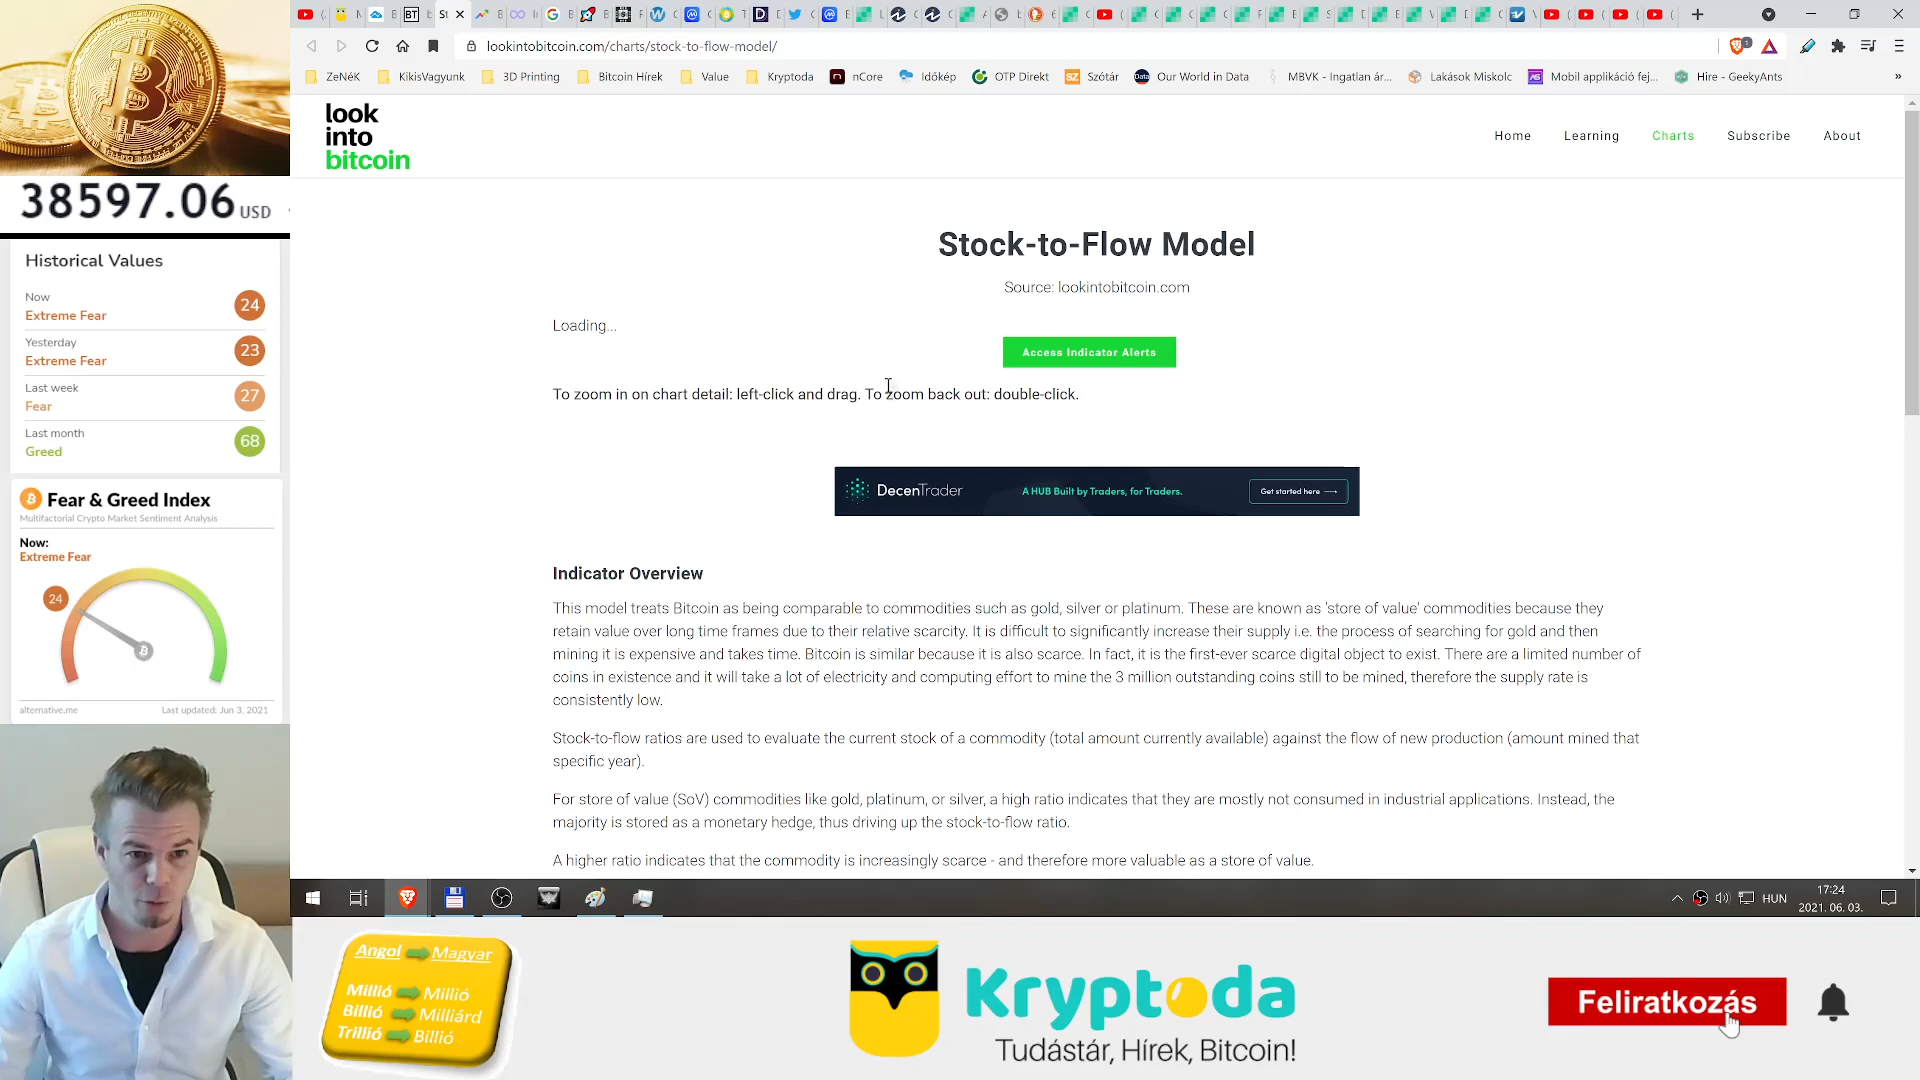 lookintobitcoin.com/charts/stock-to-flow-model/
ZeNéK
KikisVagyunk
3D Printing
Bitcoin Hírek
Value
Kryptoda
nCore
Időkép
OTP Direkt
Szótár
Our World in Data
MBVK - Ingatlan ár...
Lakások Miskolc
Mobil applikáció fej...
Hire - GeekyAnts
look
into
bitcoin
Home
Learning
Charts
Subscribe
About
38597.06 USD
Historical Values
Now
Extreme Fear
24
Yesterday
Extreme Fear
23
Last week
Fear
27
Last month
Greed
68
Fear & Greed Index
Multifactorial Crypto Market Sentiment Analysis
Now:
Extreme Fear
24
alternative.me
Last updated: Jun 3, 2021
Stock-to-Flow Model
Source: lookintobitcoin.com
Loading...
Access Indicator Alerts
To zoom in on chart detail: left-click and drag. To zoom back out: double-click.
DecenTrader
A HUB Built by Traders, for Traders.
Get started here
Indicator Overview
This model treats Bitcoin as being comparable to commodities such as gold, silver or platinum. These are known as 'store of value' commodities because they
retain value over long time frames due to their relative scarcity. It is difficult to significantly increase their supply i.e. the process of searching for gold and then
mining it is expensive and takes time. Bitcoin is similar because it is also scarce. In fact, it is the first-ever scarce digital object to exist. There are a limited number of
coins in existence and it will take a lot of electricity and computing effort to mine the 3 million outstanding coins still to be mined, therefore the supply rate is
consistently low.
Stock-to-flow ratios are used to evaluate the current stock of a commodity (total amount currently available) against the flow of new production (amount mined that
specific year).
For store of value (SoV) commodities like gold, platinum, or silver, a high ratio indicates that they are mostly not consumed in industrial applications. Instead, the
majority is stored as a monetary hedge, thus driving up the stock-to-flow ratio.
A higher ratio indicates that the commodity is increasingly scarce - and therefore more valuable as a store of value.
HUN
17:24
2021. 06. 03.
Angol Magyar
Millió Millió
Billió Milliárd
Trillió Billió
Kryptoda
Tudástár, Hírek, Bitcoin!
Feliratkozás